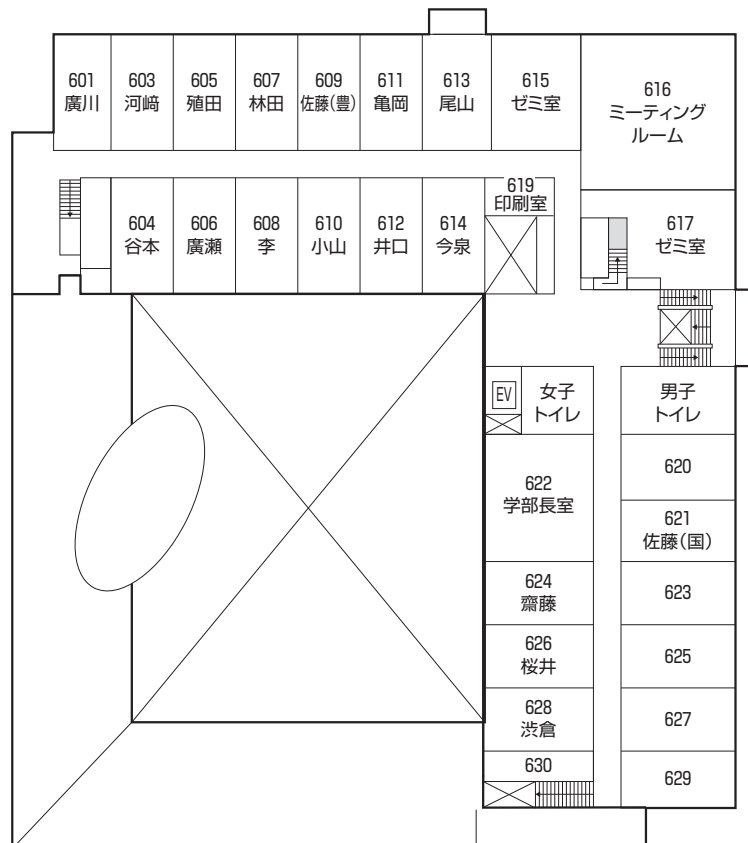 601
廣川
603
河﨑
605
殖田
607
林田
609
佐藤(豊)
611
亀岡
613
尾山
615
ゼミ室
616
ミーティング
ルーム
604
谷本
606
廣瀬
608
李
610
小山
612
井口
614
今泉
619
印刷室
617
ゼミ室
EV
女子
トイレ
男子
トイレ
622
学部長室
620
621
佐藤(国)
624
齋藤
623
626
桜井
625
628
渋倉
627
630
629